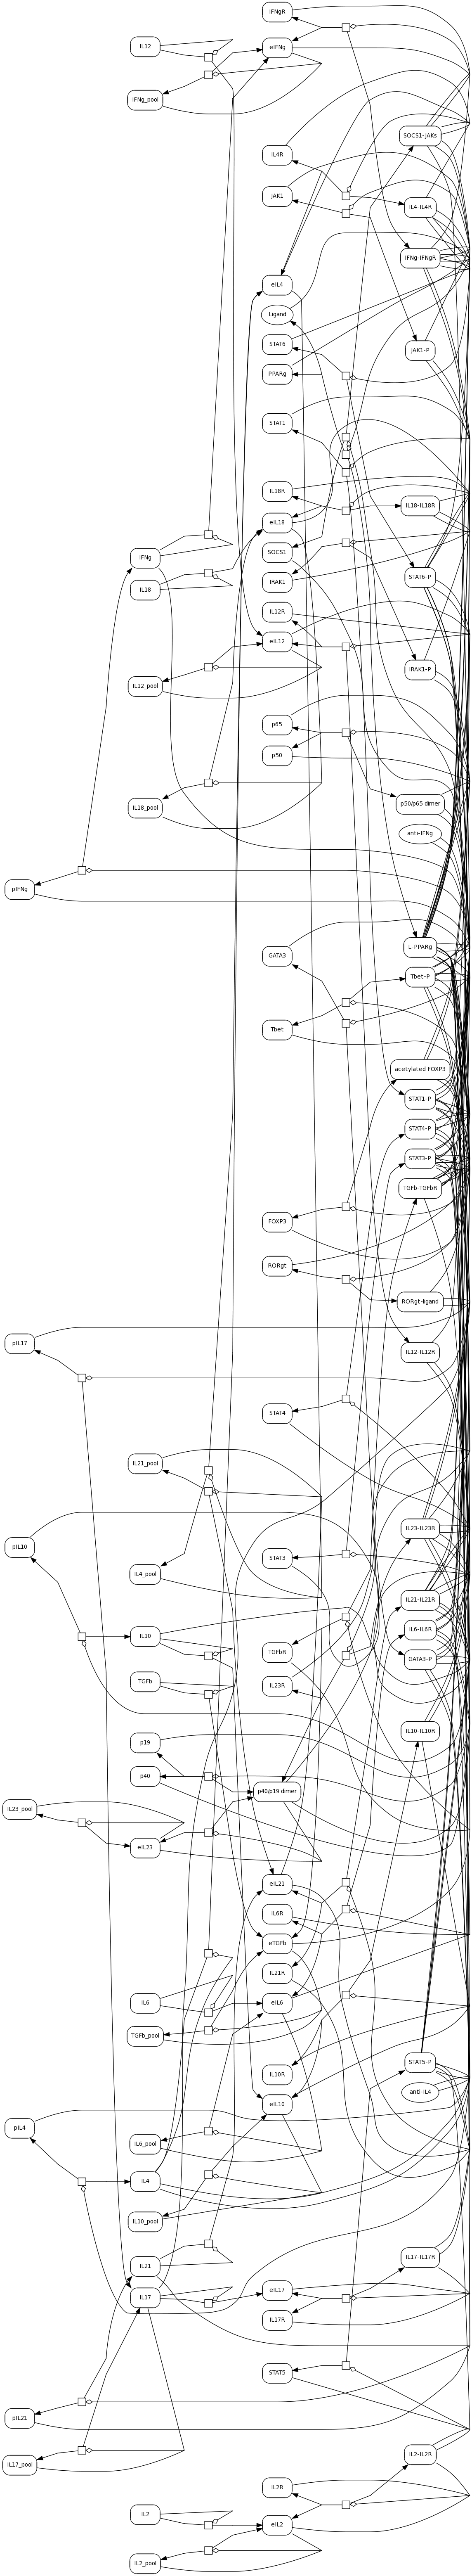 IFNgR
IL12
eIFNg
IFNg_pool
SOCS1-JAKs
IL4R
JAK1
IL4-IL4R
IFNg-IFNgR
eIL4
Ligand
STAT6
JAK1-P
PPARg
STAT1
IL18R
IL18-IL18R
eIL18
IFNg
SOCS1
STAT6-P
IRAK1
IL18
IL12R
eIL12
IRAK1-P
IL12_pool
p65
p50
p50/p65 dimer
IL18_pool
anti-IFNg
pIFNg
L-PPARg
GATA3
Tbet-P
Tbet
acetylated FOXP3
STAT1-P
STAT4-P
STAT3-P
TGFb-TGFbR
FOXP3
RORgt
RORgt-ligand
pIL17
IL12-IL12R
STAT4
IL21_pool
IL23-IL23R
pIL10
STAT3
IL4_pool
IL21-IL21R
IL6-IL6R
IL10
TGFbR
GATA3-P
TGFb
IL23R
IL10-IL10R
p19
p40
p40/p19 dimer
IL23_pool
eIL23
eIL21
IL6R
eTGFb
IL21R
IL6
eIL6
TGFb_pool
STAT5-P
IL10R
anti-IL4
eIL10
pIL4
IL6_pool
IL4
IL10_pool
IL17-IL17R
IL21
eIL17
IL17
IL17R
STAT5
pIL21
IL2-IL2R
IL17_pool
IL2R
IL2
eIL2
IL2_pool